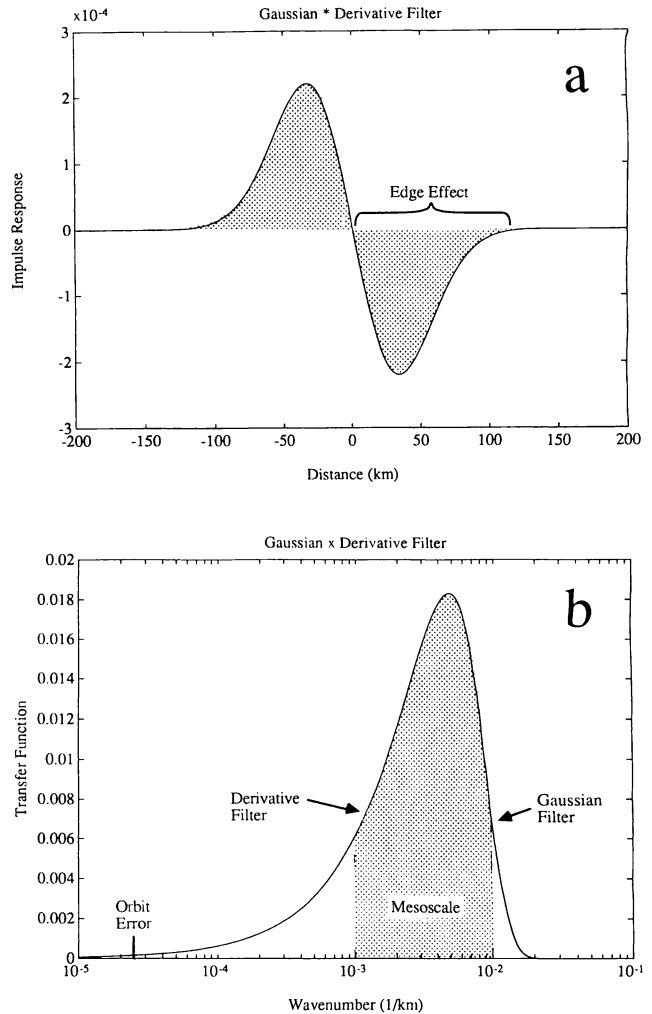 x10-4
Gaussian * Derivative Filter
a
3
2
1
0
-1
-2
-3
Impulse Response
Edge Effect
-200 -150 -100 -50 0 50 100 150 200
Distance (km)
Gaussian x Derivative Filter
b
0.02
0.018
0.016
0.014
0.012
0.01
0.008
0.006
0.004
0.002
0
Transfer Function
Derivative
Filter
Gaussian
Filter
Orbit
Error
Mesoscale
10-5 10-4 10-3 10-2 10-1
Wavenumber (1/km)